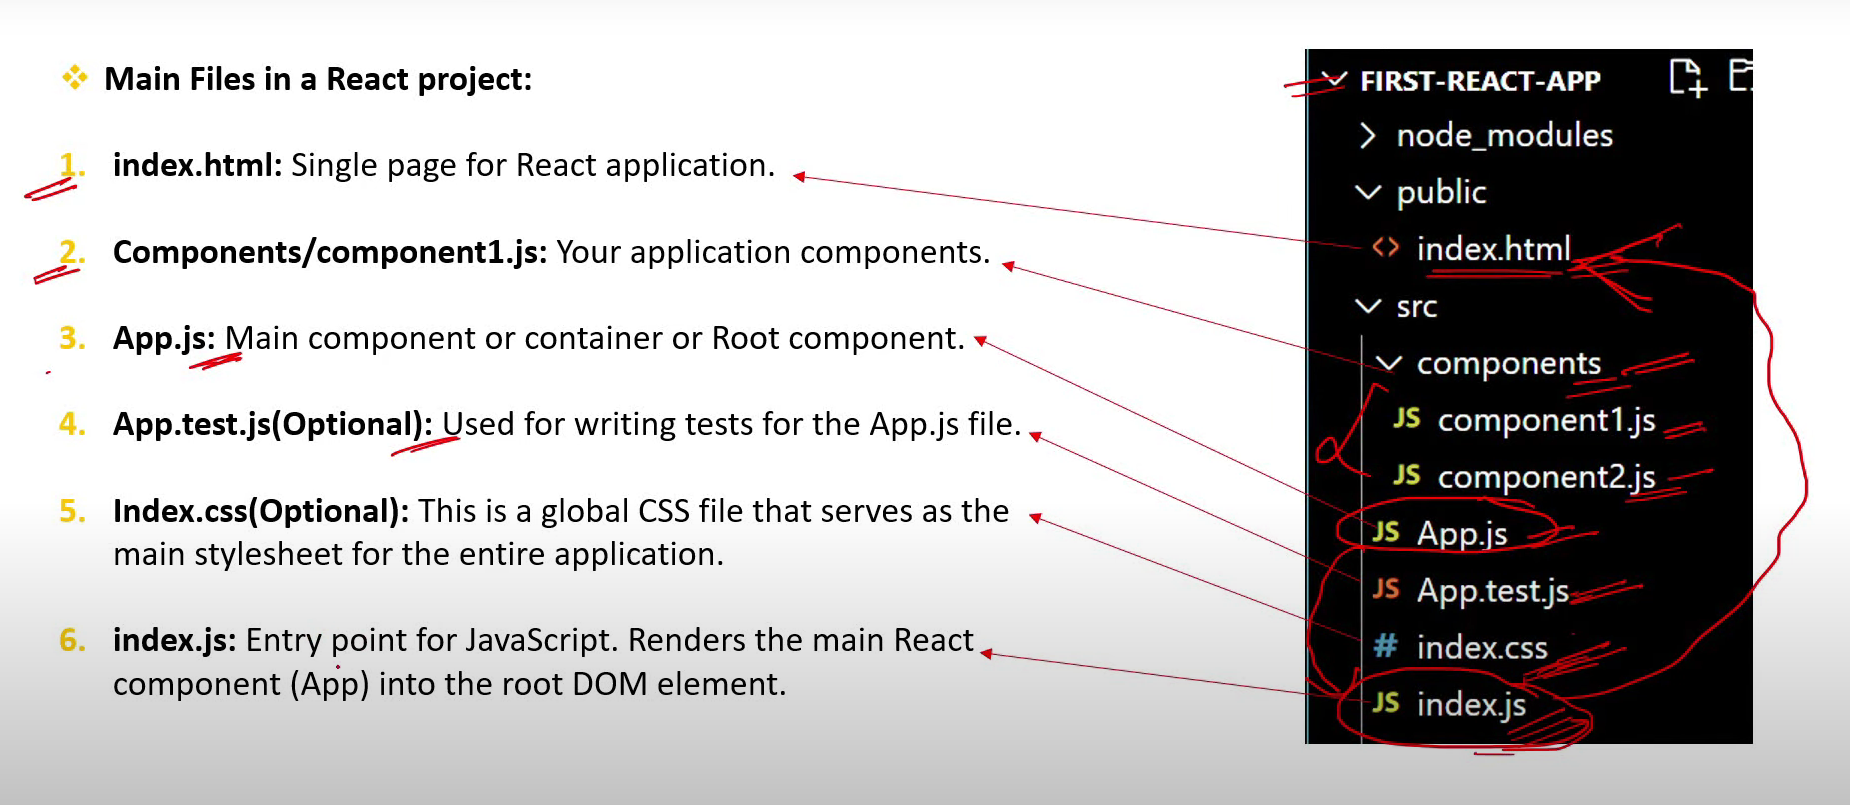 Main Files in a React project:
1. index.html: Single page for React application.
2. Components/component1.js: Your application components.
3. App.js: Main component or container or Root component.
4. App.test.js(Optional): Used for writing tests for the App.js file.
5. Index.css(Optional): This is a global CSS file that serves as the
main stylesheet for the entire application.
6. index.js: Entry point for JavaScript. Renders the main React
component (App) into the root DOM element.
FIRST-REACT-APP
node_modules
public
<> index.html
src
components
JS component1.js
JS component2.js
JS App.js
JS App.test.js
# index.css
JS index.js